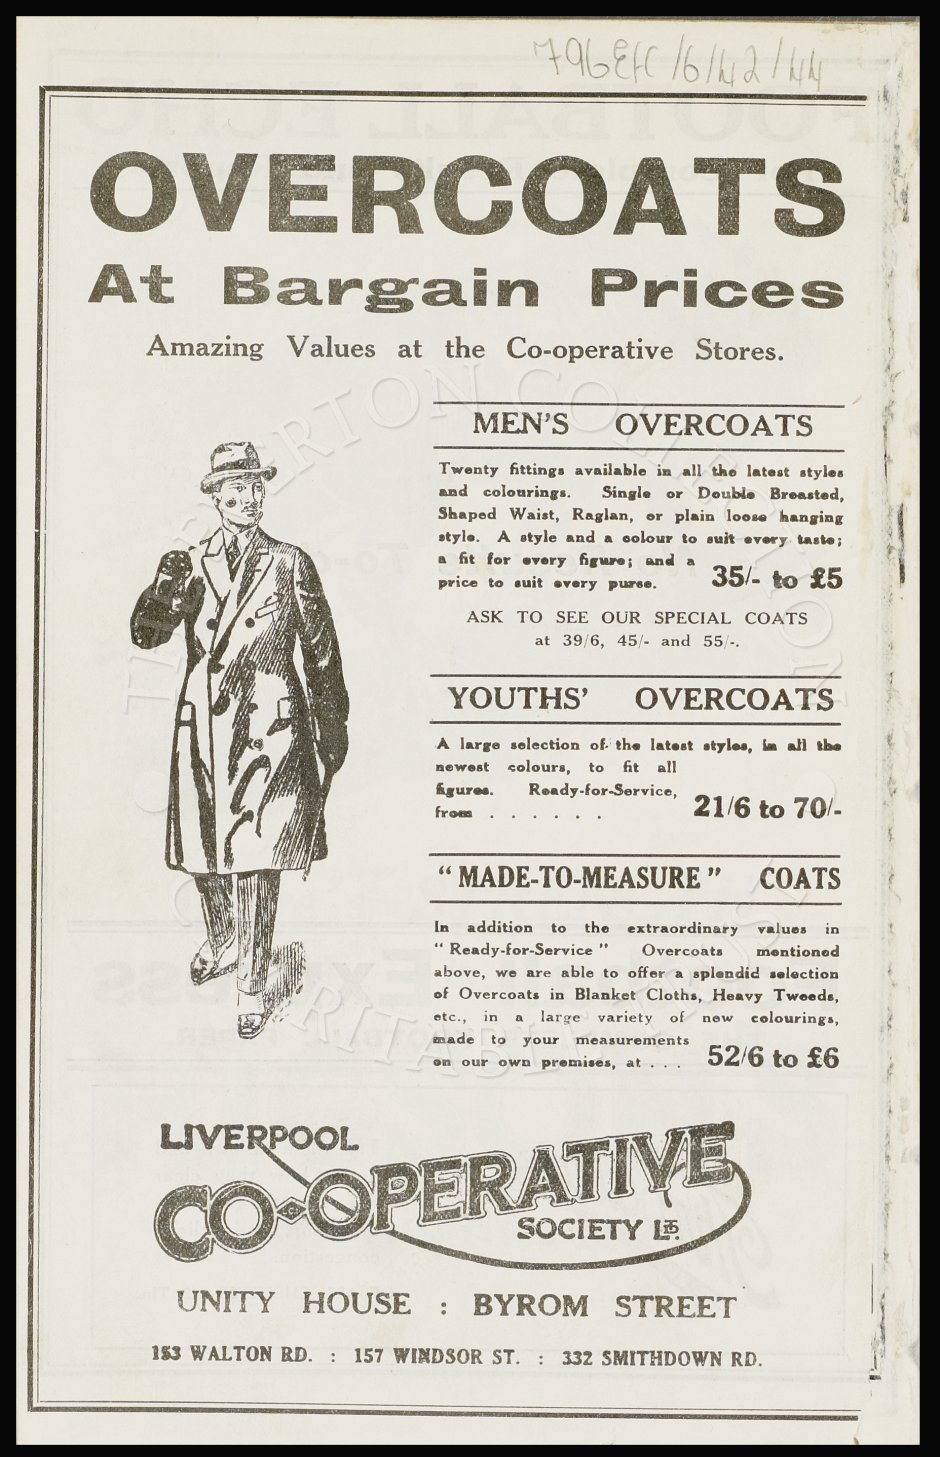 796EFC/6/42/44
OVERCOATS
At Bargain Prices
Amazing Values at the Co-operative Stores.
MEN'S OVERCOATS
Twenty fittings available in all the latest styles
and colourings. Single or Double Breasted,
Shaped Waist, Raglan, or plain loose hanging
style. A style and a colour to suit every taste;
a fit for every figure; and a
price to suit every purse. 35/- to £5
ASK TO SEE OUR SPECIAL COATS
at 39/6, 45/- and 55/-.
YOUTHS' OVERCOATS
A large selection of the latest styles, in all the
newest colours, to fit all
figures. Ready-for-Service,
from . . . . . . 21/6 to 70/-
"MADE-TO-MEASURE" COATS
In addition to the extraordinary values in
"Ready-for-Service" Overcoats mentioned
above, we are able to offer a splendid selection
of Overcoats in Blanket Cloths, Heavy Tweeds,
etc., in a large variety of new colourings,
made to your measurements
on our own premises, at . . . 52/6 to £6
LIVERPOOL
CO-OPERATIVE
SOCIETY LTD.
UNITY HOUSE : BYROM STREET
153 WALTON RD. : 157 WINDSOR ST. : 332 SMITHDOWN RD.
© THE EVERTON COLLECTION
© CHARITABLE TRUST